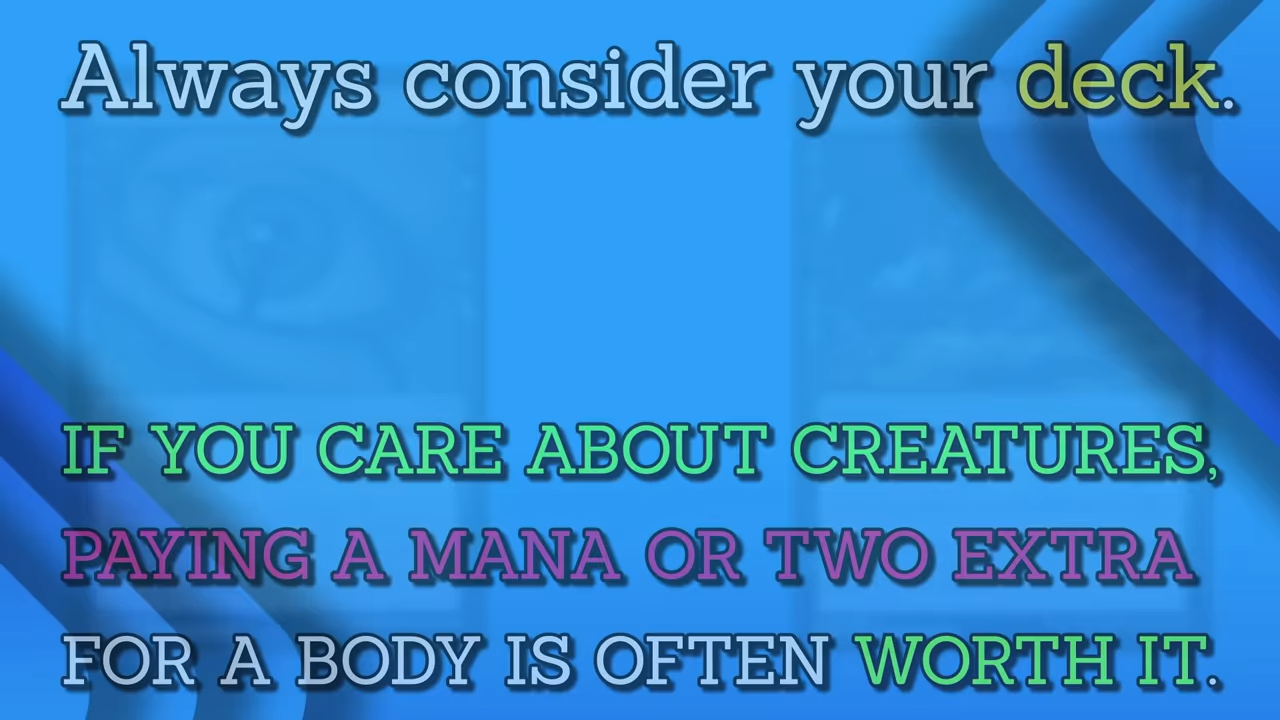 Always consider your deck.
IF YOU CARE ABOUT CREATURES,
PAYING A MANA OR TWO EXTRA
FOR A BODY IS OFTEN WORTH IT.